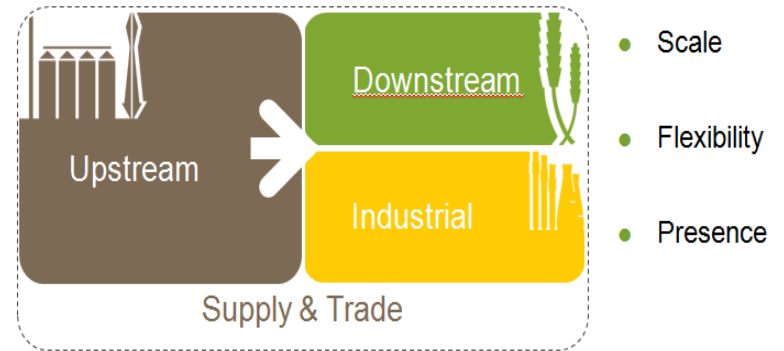 Upstream
Downstream
Industrial
Supply & Trade
Scale
Flexibility
Presence